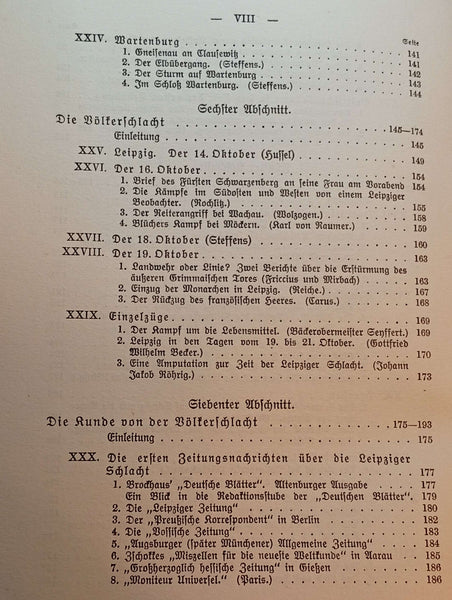 — VIII —
Seite
XXIV. Wartenburg . . . . . . . . . . . . . . . 141
1. Gneisenau an Clausewitz . . . . . . . . . . 141
2. Der Elbübergang. (Steffens.) . . . . . . . . 141
3. Der Sturm auf Wartenburg . . . . . . . . . 142
4. Im Schloß Wartenburg. (Steffens.) . . . . . 144
Sechster Abschnitt.
Die Völkerschlacht . . . . . . . . . . . . . . 145—174
Einleitung . . . . . . . . . . . . . . . . . . 145
XXV. Leipzig. Der 14. Oktober (Hussel) . . . . . . 149
XXVI. Der 16. Oktober . . . . . . . . . . . . . . 154
1. Brief des Fürsten Schwarzenberg an seine Frau am Vorabend 154
2. Die Kämpfe im Südosten und Westen von einem Leipziger
Beobachter. (Rochlitz.) . . . . . . . . . . . . 155
3. Der Reiterangriff bei Wachau. (Wolzogen.) . . . . 158
4. Blüchers Kampf bei Möckern. (Karl von Raumer.) . . 159
XXVII. Der 18. Oktober (Steffens) . . . . . . . . . 160
XXVIII. Der 19. Oktober . . . . . . . . . . . . . . 163
1. Landwehr oder Linie? Zwei Berichte über die Erstürmung des
äußeren Grimmaischen Tores (Friccius und Mirbach) . . 163
2. Einzug der Monarchen in Leipzig. (Reiche.) . . . . 167
3. Der Rückzug des französischen Heeres. (Carus.) . . . 168
XXIX. Einzelzüge . . . . . . . . . . . . . . . . 169
1. Der Kampf um die Lebensmittel. (Bäckerobermeister Seyffert.) 169
2. Leipzig in den Tagen vom 19. bis 21. Oktober. (Gottfried
Wilhelm Becker.) . . . . . . . . . . . . . . 170
3. Eine Amputation zur Zeit der Leipziger Schlacht. (Johann
Jakob Röhrig.) . . . . . . . . . . . . . . . 173
Siebenter Abschnitt.
Die Kunde von der Völkerschlacht . . . . . . . . 175—193
Einleitung . . . . . . . . . . . . . . . . . . 175
XXX. Die ersten Zeitungsnachrichten über die Leipziger
Schlacht . . . . . . . . . . . . . . . . . . 177
1. Brockhaus' „Deutsche Blätter". Altenburger Ausgabe . 177
Ein Blick in die Redaktionsstube der „Deutschen Blätter". 179
2. Die „Leipziger Zeitung" . . . . . . . . . . . 180
3. Der „Preußische Korrespondent" in Berlin . . . . . 182
4. Die „Vossische Zeitung" . . . . . . . . . . . 183
5. „Augsburger (später Münchener) Allgemeine Zeitung" . 184
6. Zschokkes „Miszellen für die neueste Weltkunde" in Aarau 185
7. „Großherzoglich hessische Zeitung" in Gießen . . . . 186
8. „Moniteur Universel." (Paris.) . . . . . . . . . 186